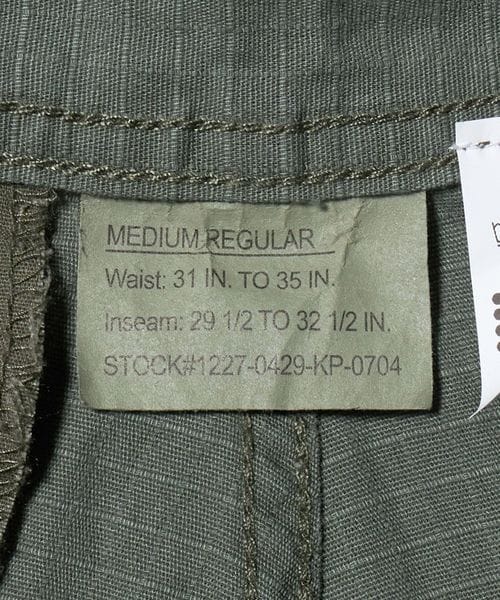 MEDIUM REGULAR
Waist: 31 IN. TO 35 IN.
Inseam: 29 1/2 TO 32 1/2 IN.
STOCK#1227-0429-KP-0704